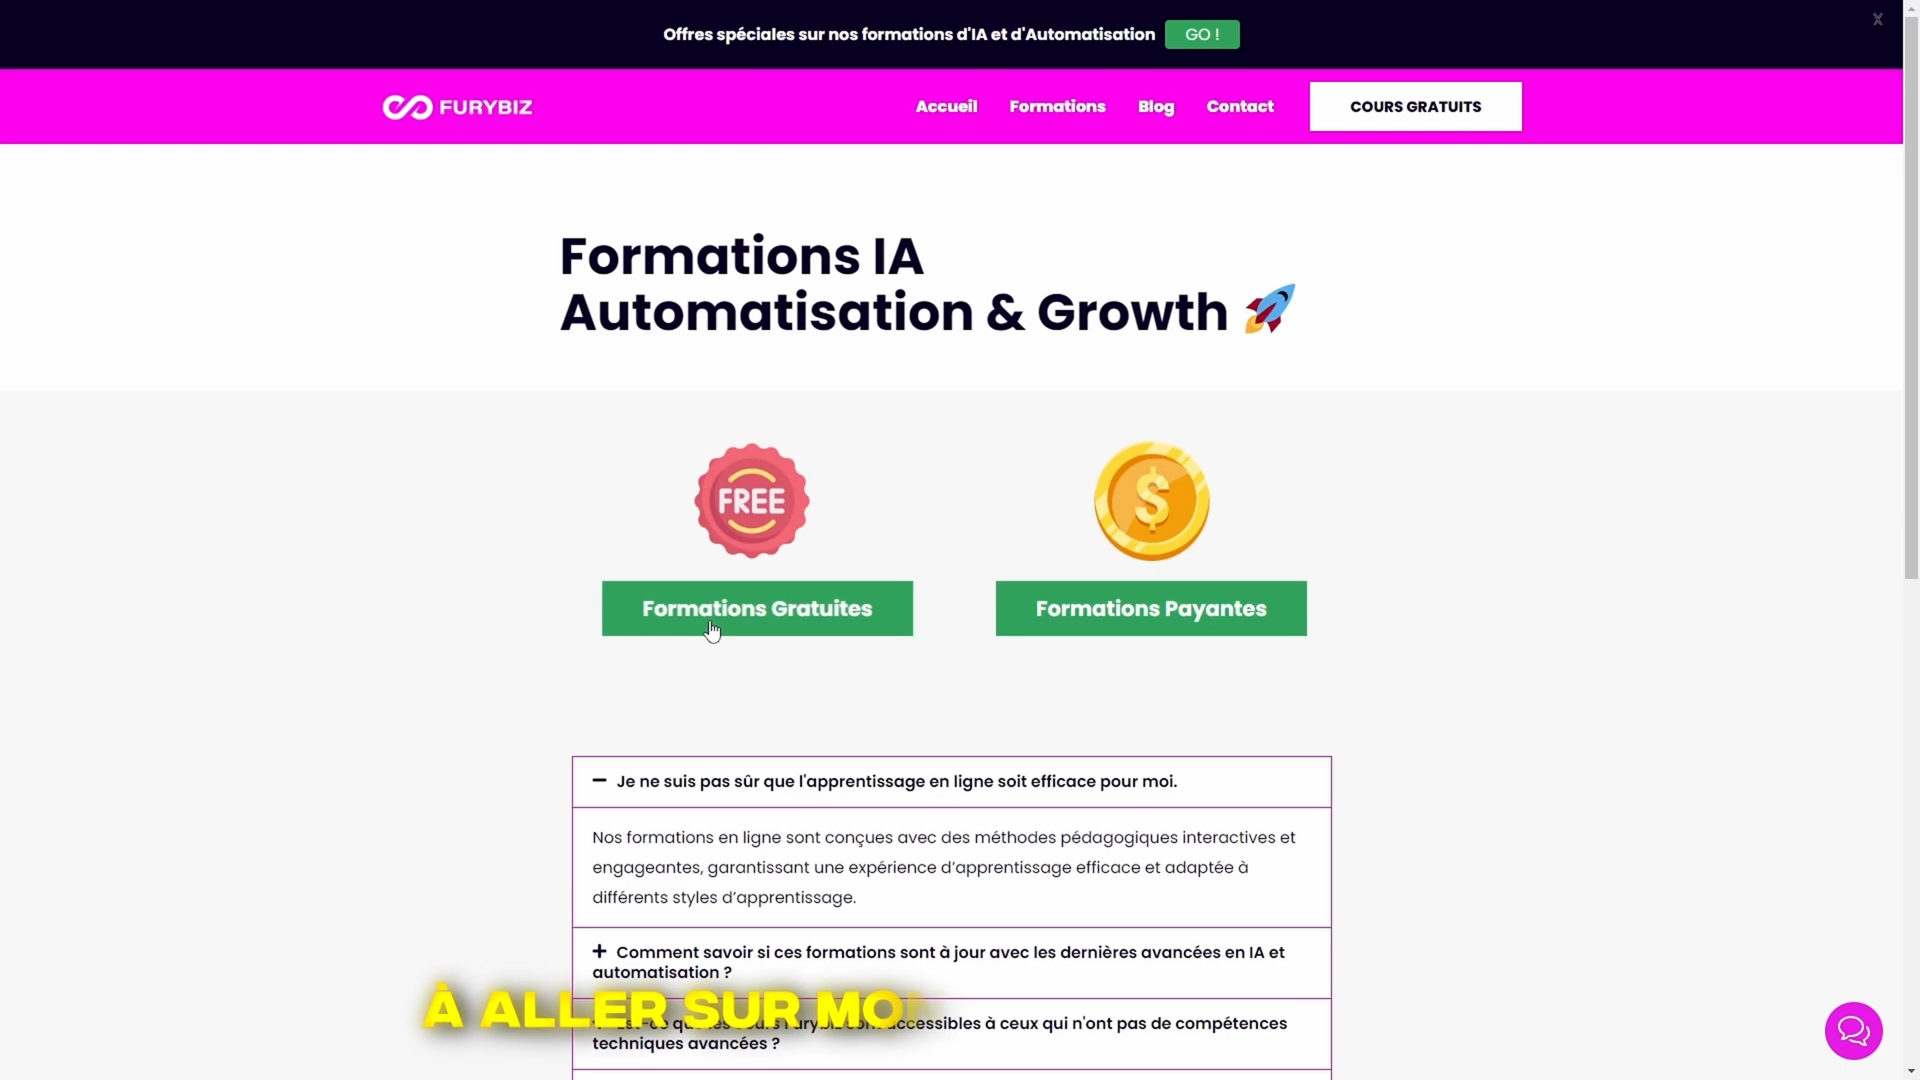 Offres spéciales sur nos formations d'IA et d'Automatisation GO !
X
FURYBIZ Accueil Formations Blog Contact COURS GRATUITS
Formations IA
Automatisation & Growth
FREE $
Formations Gratuites Formations Payantes
Je ne suis pas sûr que l'apprentissage en ligne soit efficace pour moi.
Nos formations en ligne sont conçues avec des méthodes pédagogiques interactives et
engageantes, garantissant une expérience d’apprentissage efficace et adaptée à
différents styles d’apprentissage.
+ Comment savoir si ces formations sont à jour avec les dernières avancées en IA et
automatisation ?
À ALLER SUR
accessibles à ceux qui n'ont pas de compétences
techniques avancées ?